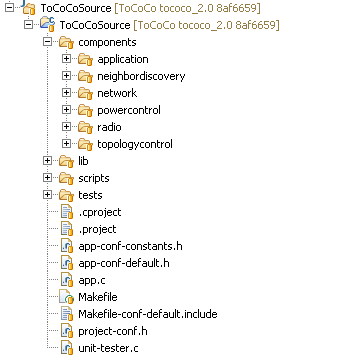 ToCoCoSource [ToCoCo tococo_2.0 8af6659]
ToCoCoSource [ToCoCo tococo_2.0 8af6659]
components
application
neighbordiscovery
network
powercontrol
radio
topologycontrol
lib
scripts
tests
.cproject
.project
app-conf-constants.h
app-conf-default.h
app.c
Makefile
Makefile-conf-default.include
project-conf.h
unit-tester.c